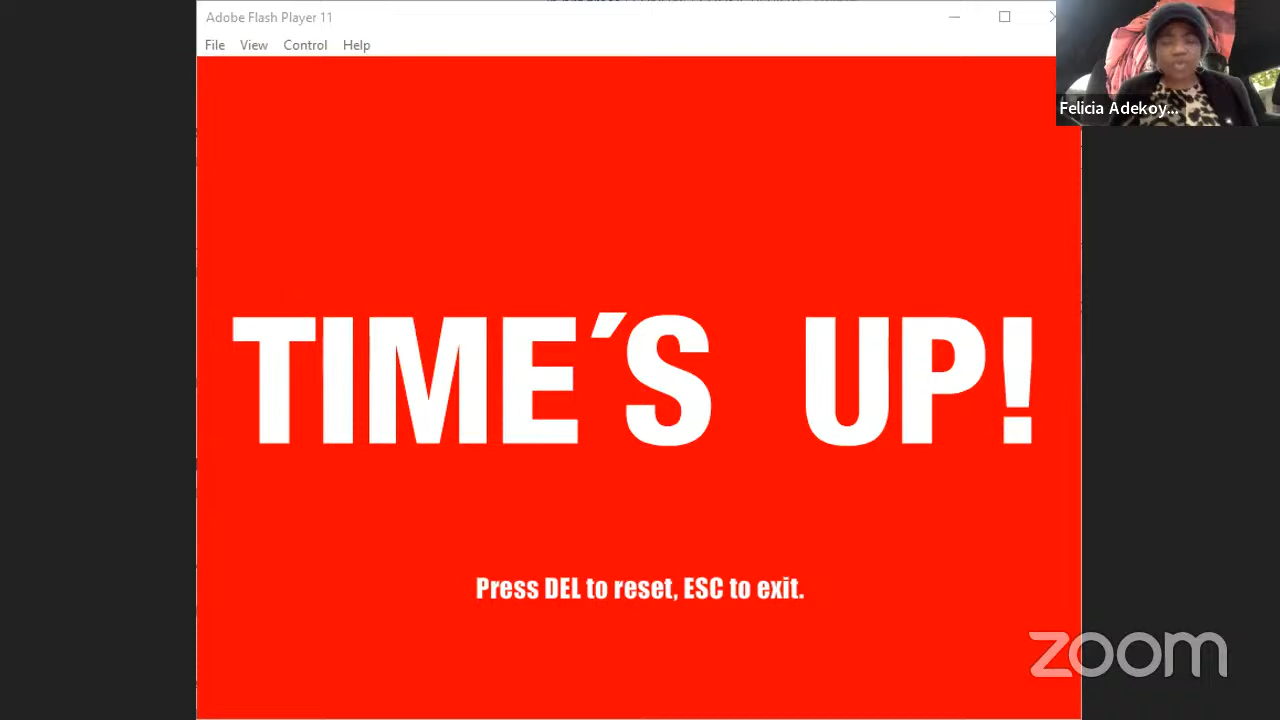 Adobe Flash Player 11
File View Control Help
Felicia Adekoy...
TIME´S UP!
Press DEL to reset, ESC to exit.
zoom